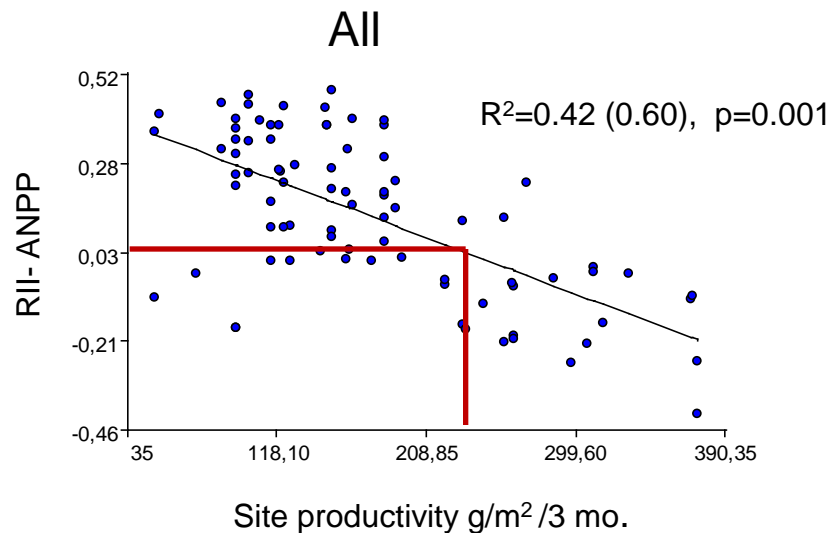 All
R²=0.42 (0.60), p=0.001
RII- ANPP
0,52
0,28
0,03
-0,21
-0,46
35
118,10
208,85
299,60
390,35
Site productivity g/m² /3 mo.